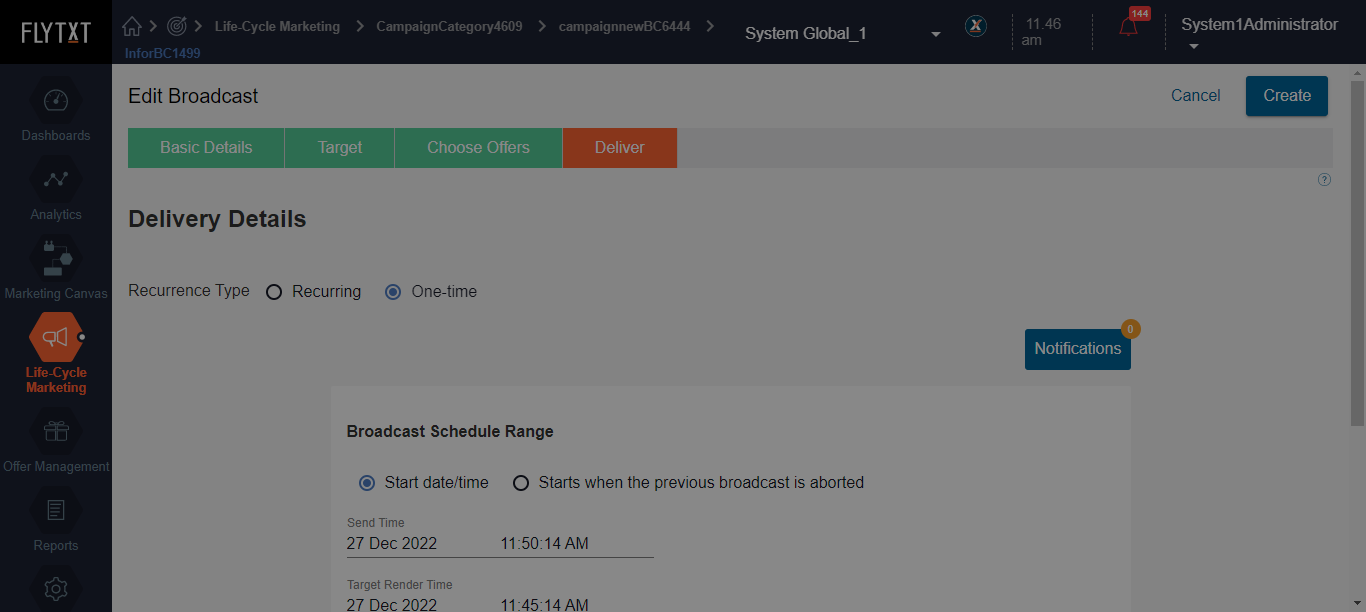 FLYTXT
Life-Cycle Marketing
CampaignCategory4609
campaignnewBC6444
InforBC1499
System Global_1
X
11.46
am
144
System1Administrator
Dashboards
Analytics
Marketing Canvas
Life-Cycle
Marketing
Offer Management
Reports
Edit Broadcast
Cancel
Create
Basic Details
Target
Choose Offers
Deliver
?
Delivery Details
Recurrence Type
Recurring
One-time
0
Notifications
Broadcast Schedule Range
Start date/time
Starts when the previous broadcast is aborted
Send Time
27 Dec 2022
11:50:14 AM
Target Render Time
27 Dec 2022
11:45:14 AM